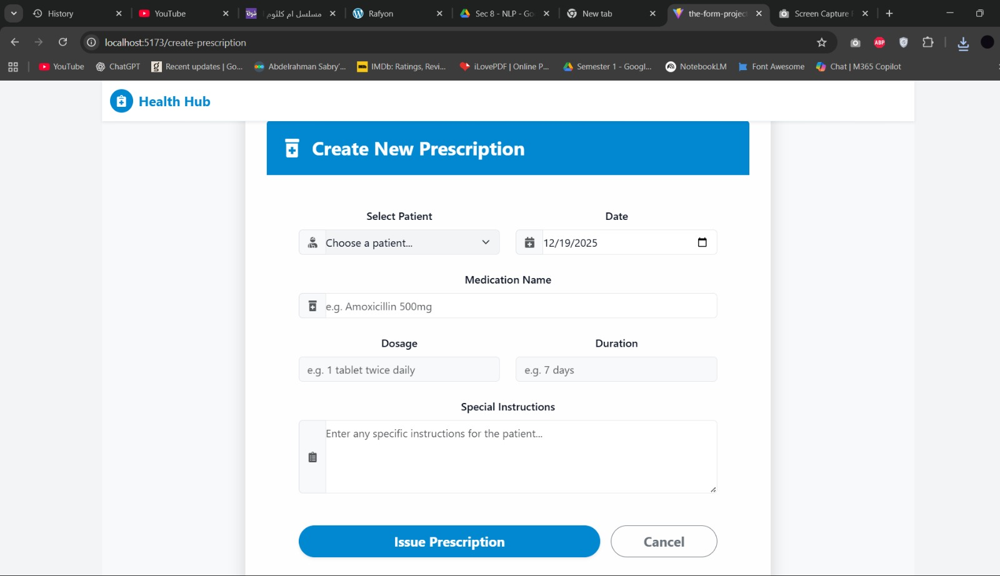 History
YouTube
مسلسل ام كلثوم
Rafyon
Sec 8 - NLP - Go
New tab
the-form-project
Screen Capture F
localhost:5173/create-prescription
ABP
YouTube
ChatGPT
Recent updates | Go...
Abdelrahman Sabry'...
IMDb: Ratings, Revi...
iLovePDF | Online P...
Semester 1 - Googl...
NotebookLM
Font Awesome
Chat | M365 Copilot
Health Hub
Create New Prescription
Select Patient
Date
Choose a patient...
12/19/2025
Medication Name
e.g. Amoxicillin 500mg
Dosage
Duration
e.g. 1 tablet twice daily
e.g. 7 days
Special Instructions
Enter any specific instructions for the patient...
Issue Prescription
Cancel